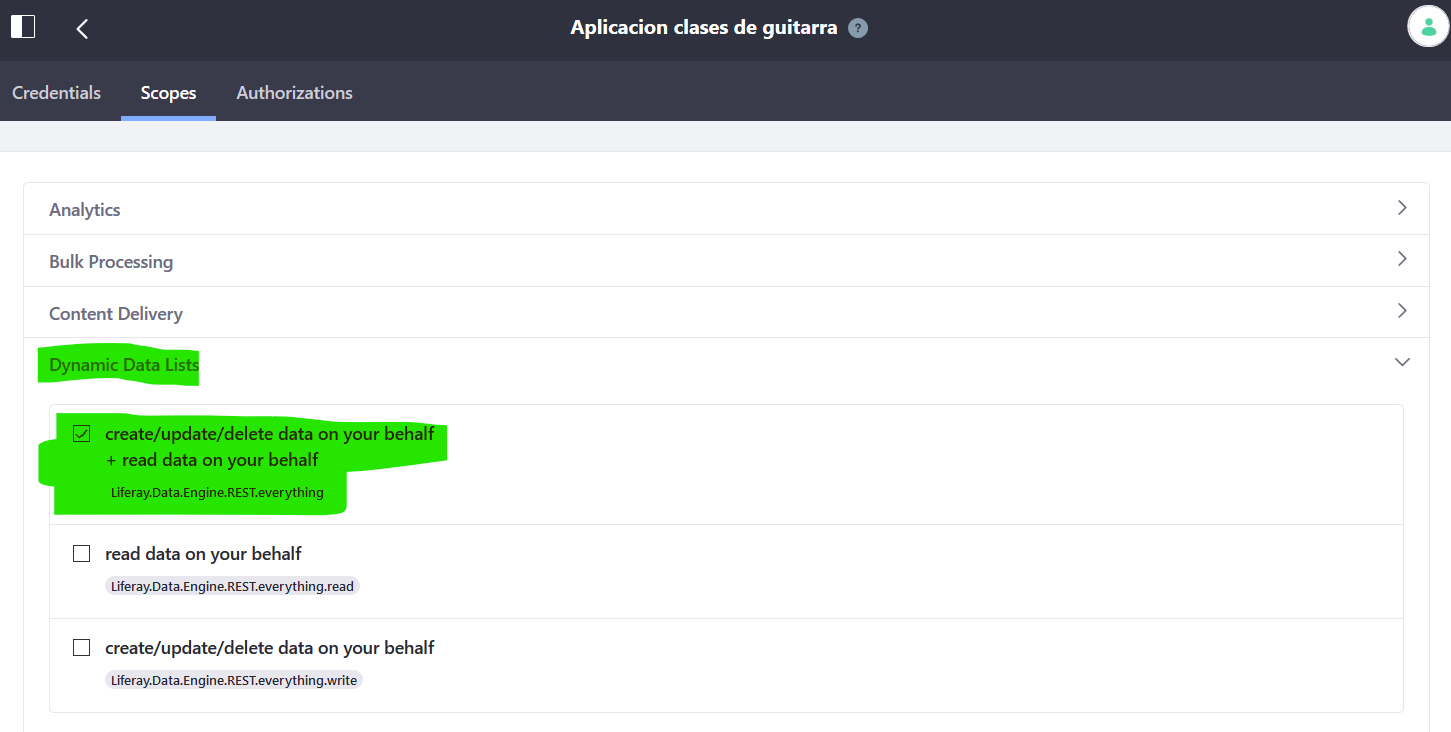 Aplicacion clases de guitarra ?
Credentials Scopes Authorizations
Analytics
Bulk Processing
Content Delivery
Dynamic Data Lists
create/update/delete data on your behalf
+ read data on your behalf
Liferay.Data.Engine.REST.everything
read data on your behalf
Liferay.Data.Engine.REST.everything.read
create/update/delete data on your behalf
Liferay.Data.Engine.REST.everything.write